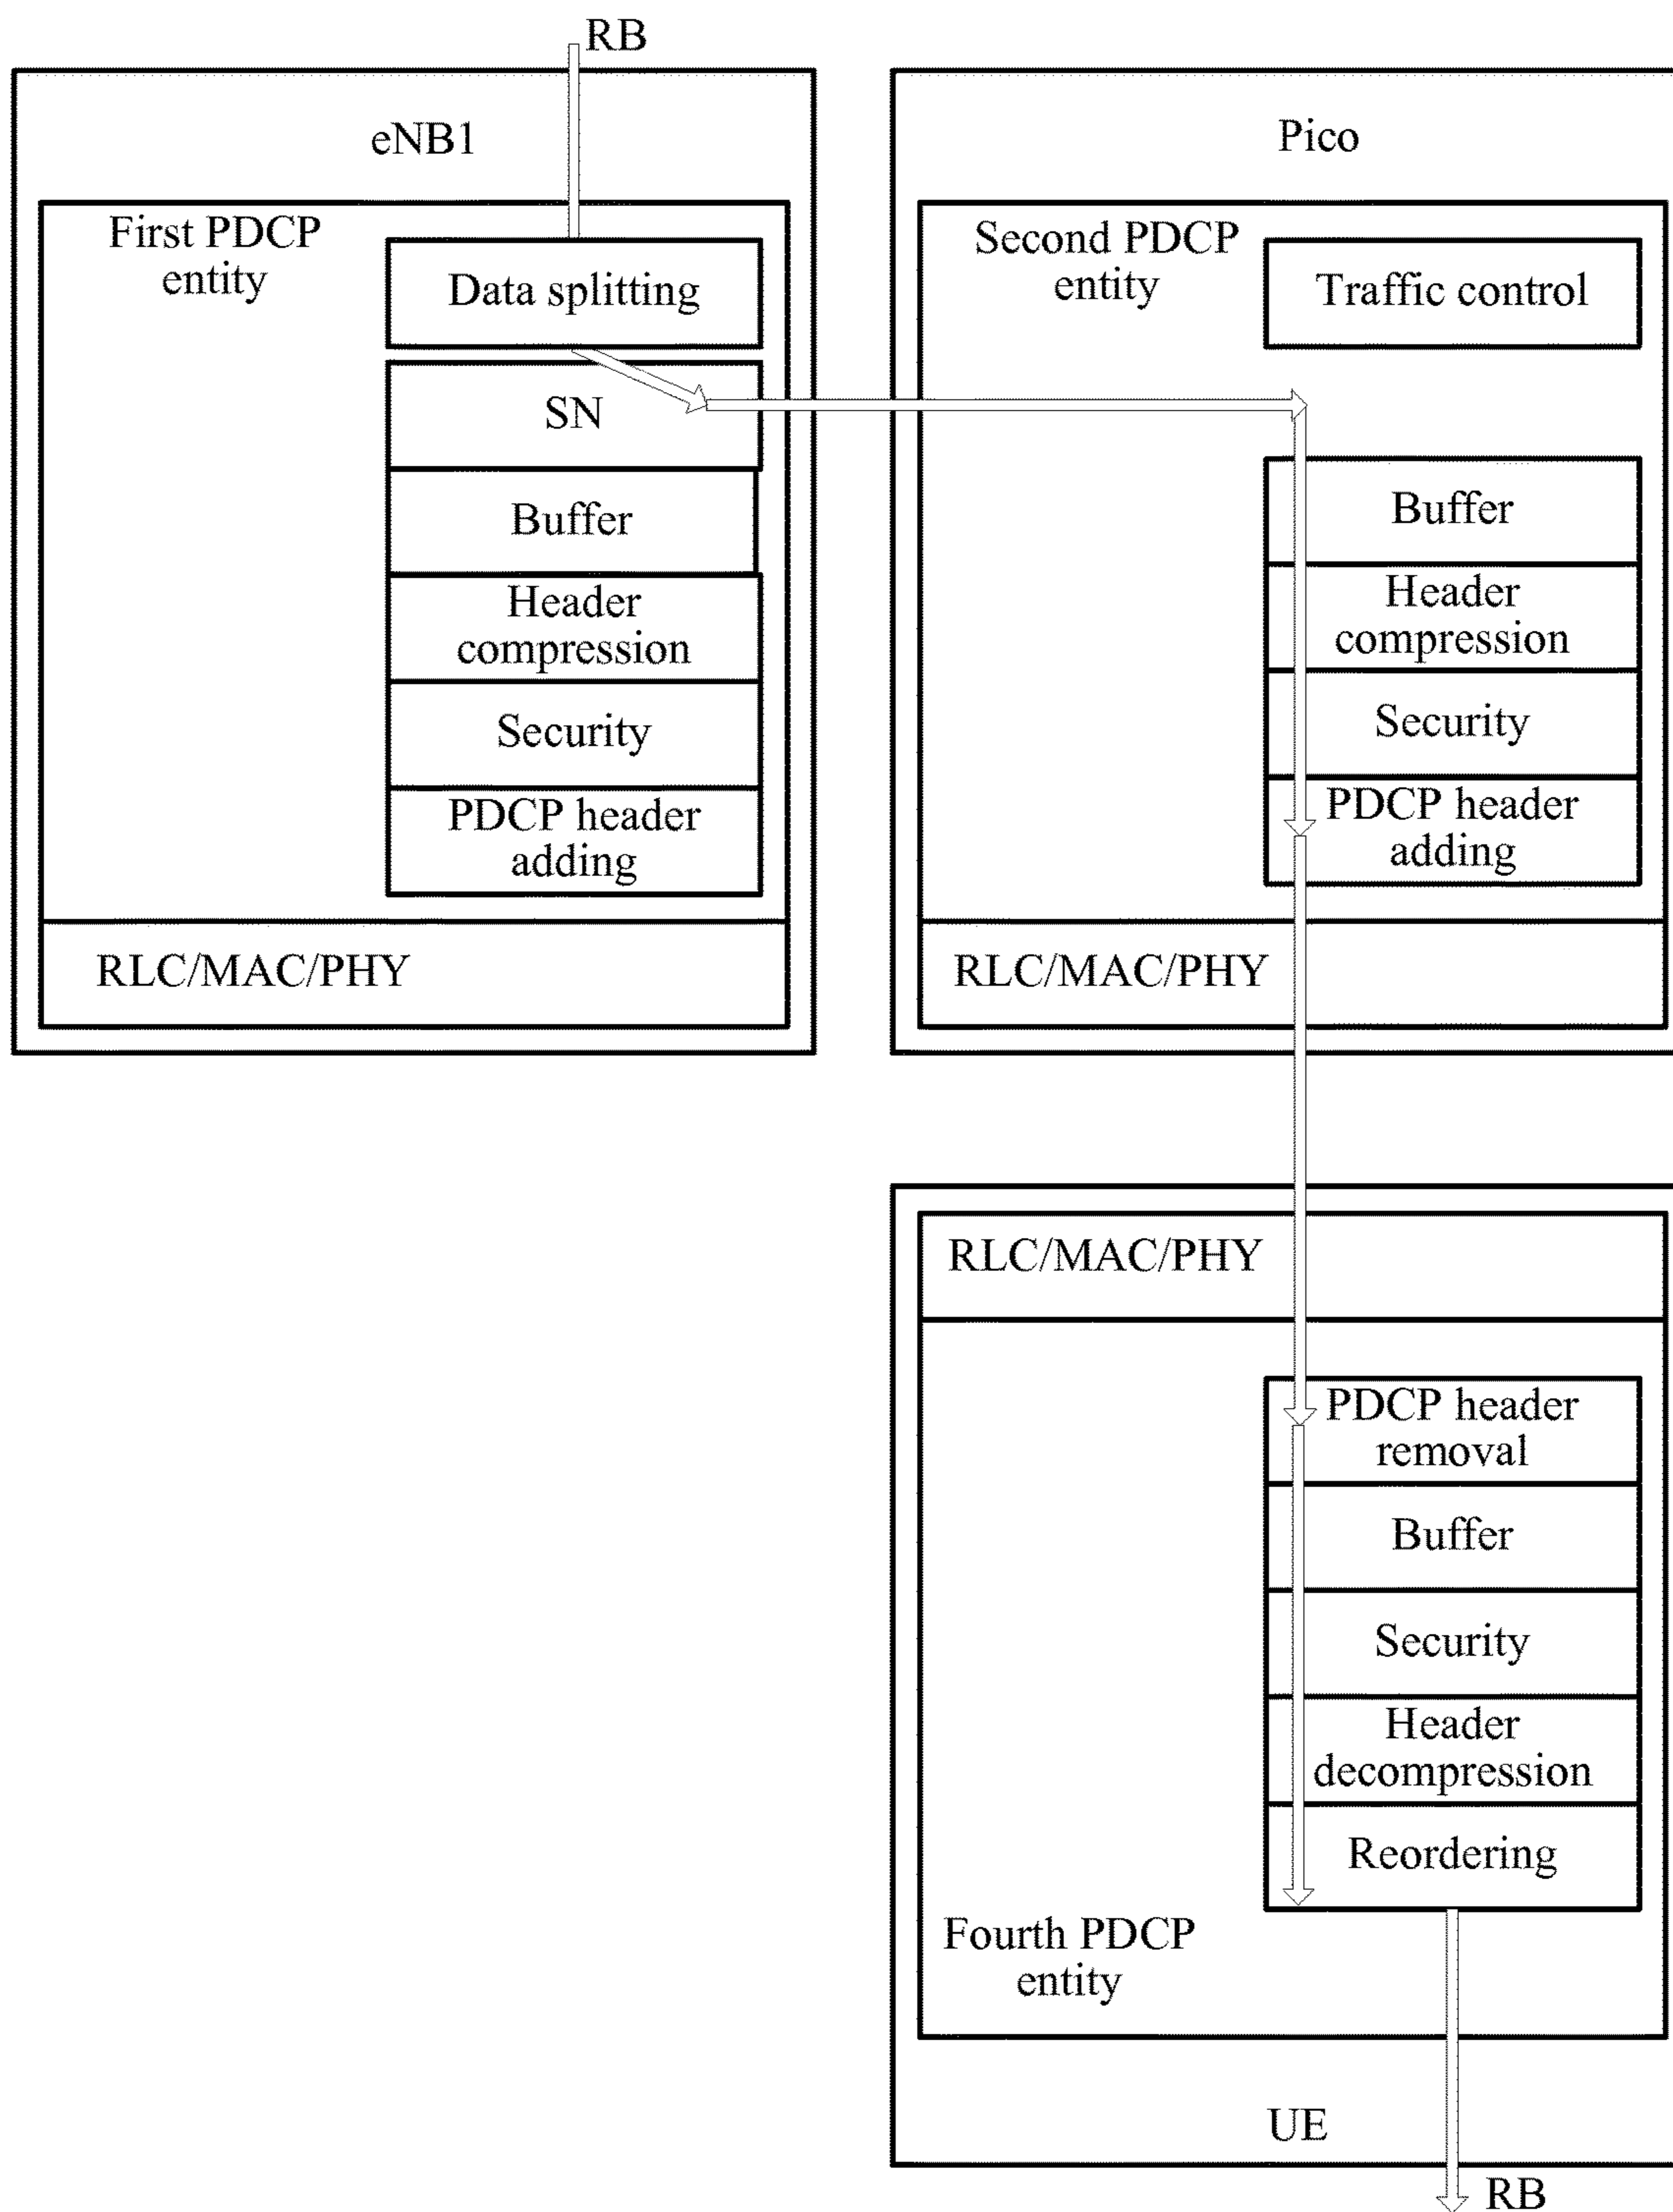 RB
eNB1
First PDCP
entity
Data splitting
SN
Buffer
Header
compression
Security
PDCP header
adding
RLC/MAC/PHY
Pico
Second PDCP
entity
Traffic control
Buffer
Header
compression
Security
PDCP header
adding
RLC/MAC/PHY
RLC/MAC/PHY
PDCP header
removal
Buffer
Security
Header
decompression
Reordering
Fourth PDCP
entity
UE
RB